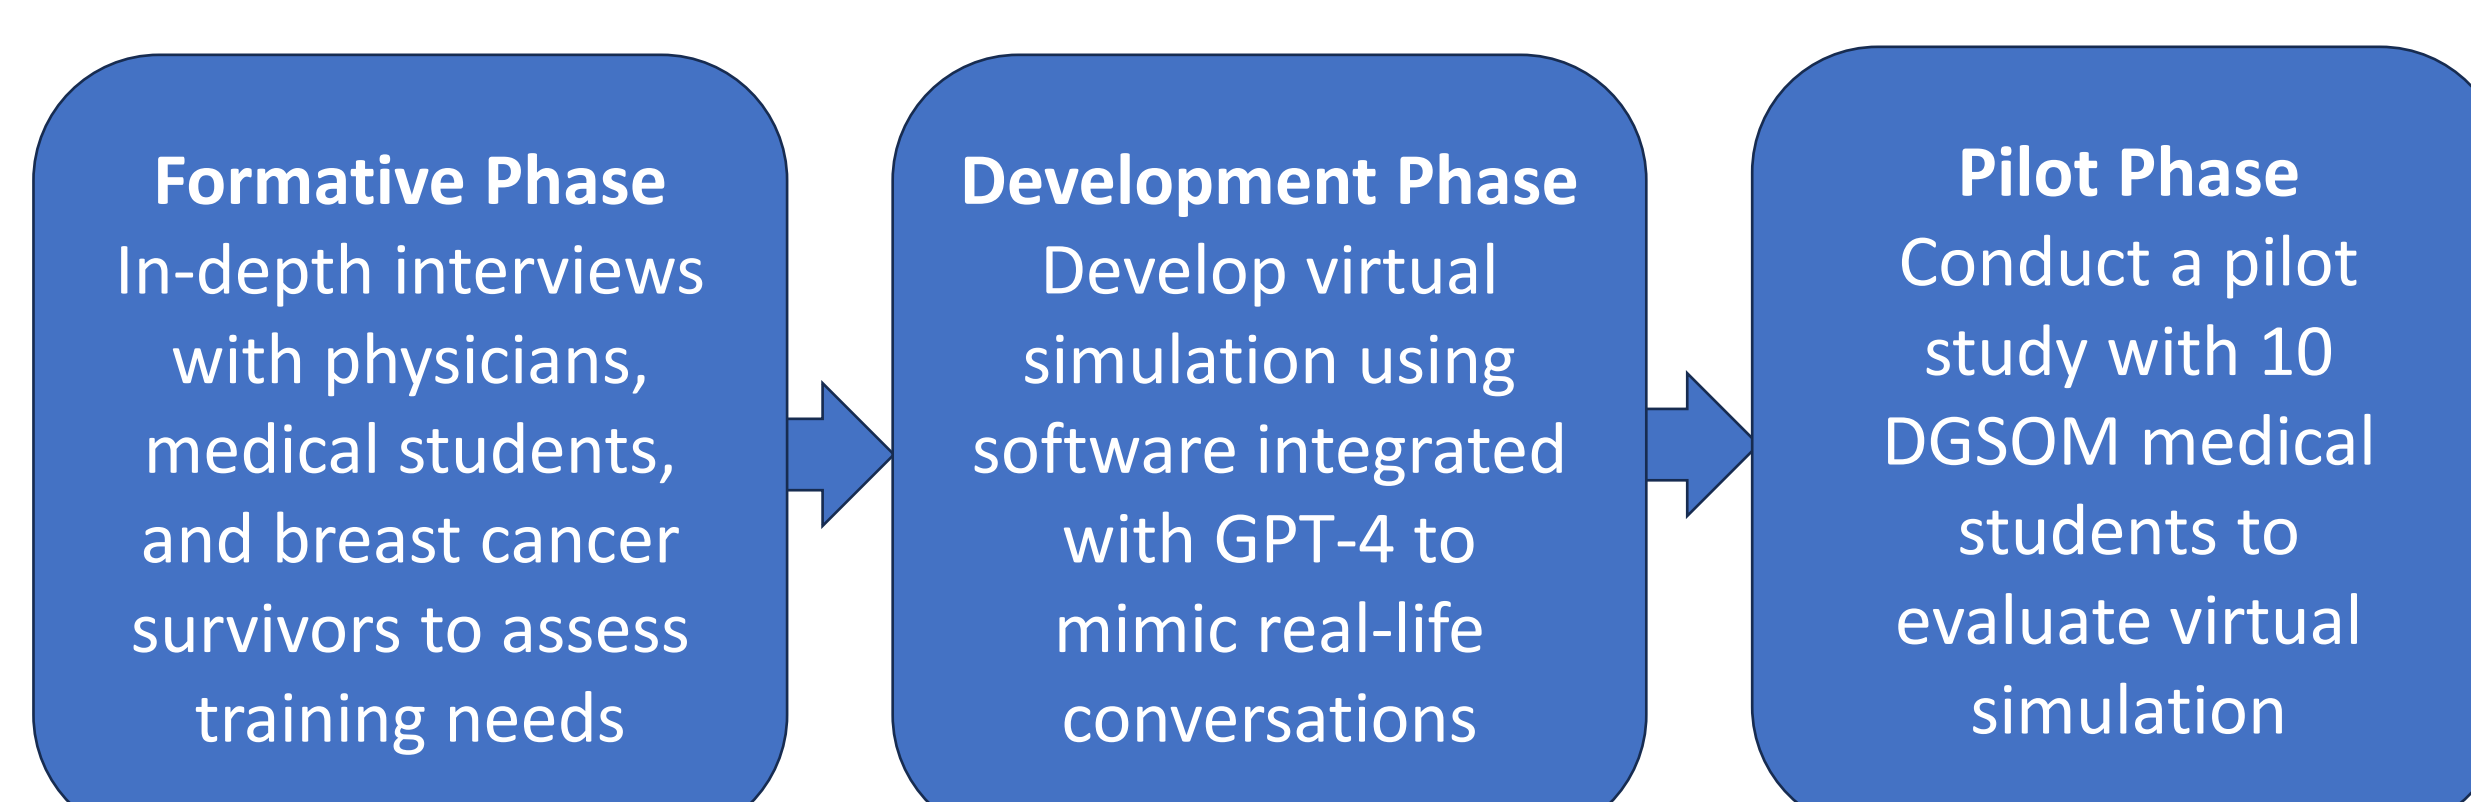 Formative Phase
In-depth interviews
with physicians,
medical students,
and breast cancer
survivors to assess
training needs
Development Phase
Develop virtual
simulation using
software integrated
with GPT-4 to
mimic real-life
conversations
Pilot Phase
Conduct a pilot
study with 10
DGSOM medical
students to
evaluate virtual
simulation